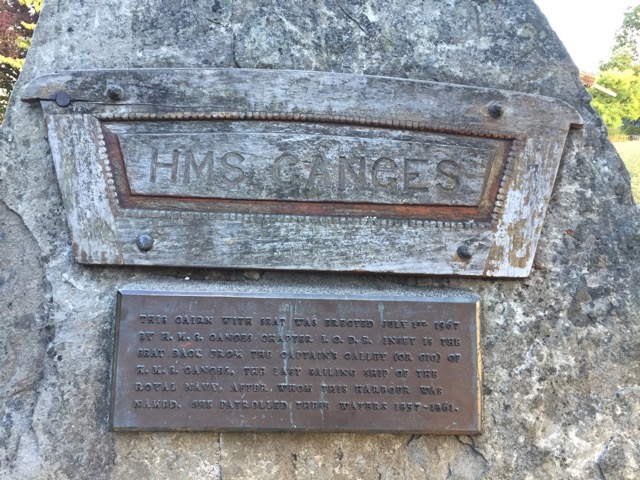 HMS. GANGES
THIS CAIRN WITH SEAT WAS ERECTED JULY 1ST. 1967
BY H.M.S. GANGES CHAPTER I.O.D.E. INSET IS THE
SEAT BACK FROM THE CAPTAIN'S GALLEY (OR GIG) OF
H.M.S. GANGES, THE LAST SAILING SHIP OF THE
ROYAL NAVY, AFTER, WHOM THIS HARBOUR WAS
NAMED. SHE PATROLLED THESE WATERS 1857-1861.